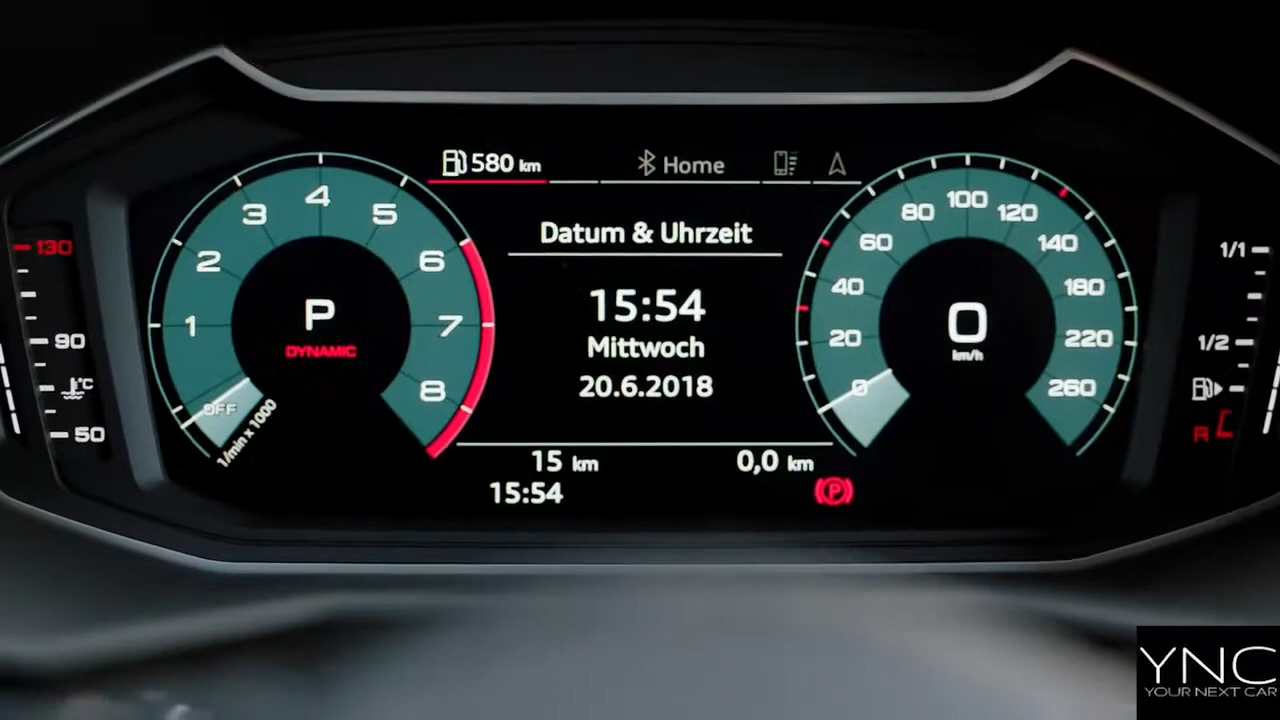 580 km
Home
Datum & Uhrzeit
15:54
Mittwoch
20.6.2018
15 km
0,0 km
15:54
P
130
90
°C
50
OFF
1
2
3
4
5
6
7
8
P
DYNAMIC
1/min x 1000
0
20
40
60
80
100
120
140
180
220
260
0
km/h
1/1
1/2
R
YNC
YOUR NEXT CAR